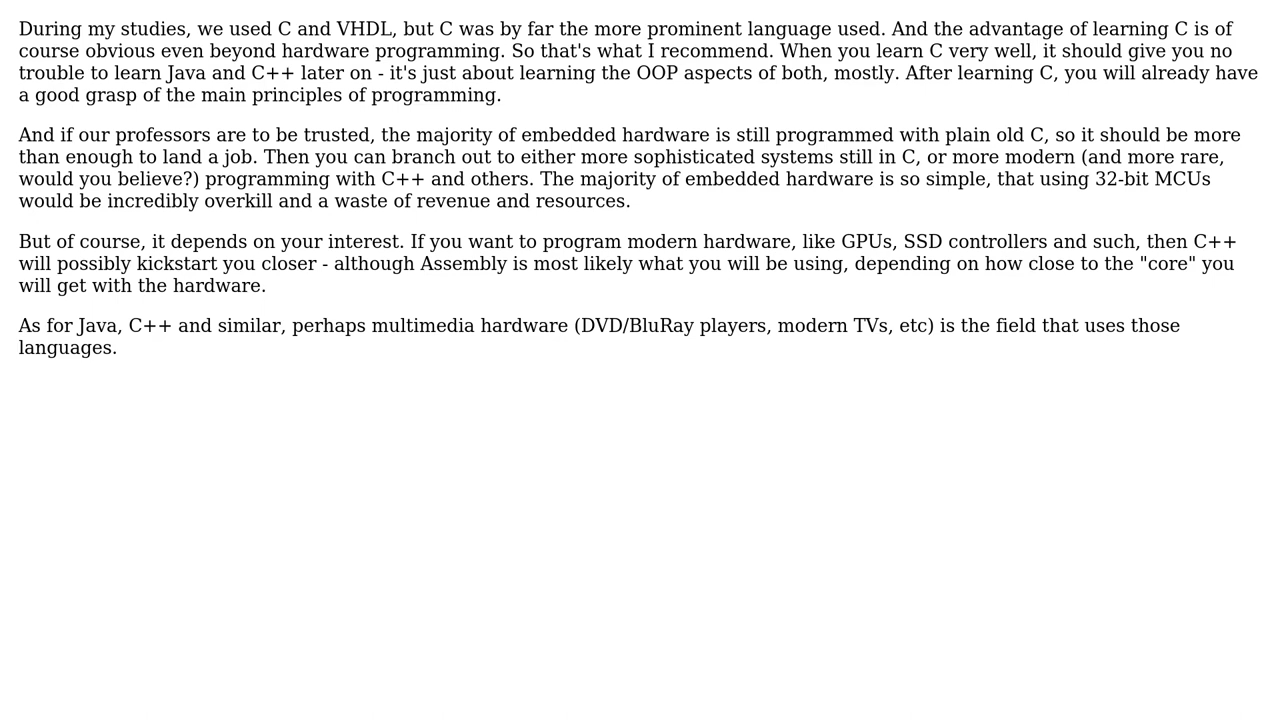 During my studies, we used C and VHDL, but C was by far the more prominent language used. And the advantage of learning C is of
course obvious even beyond hardware programming. So that's what I recommend. When you learn C very well, it should give you no
trouble to learn Java and C++ later on - it's just about learning the OOP aspects of both, mostly. After learning C, you will already have
a good grasp of the main principles of programming.
And if our professors are to be trusted, the majority of embedded hardware is still programmed with plain old C, so it should be more
than enough to land a job. Then you can branch out to either more sophisticated systems still in C, or more modern (and more rare,
would you believe?) programming with C++ and others. The majority of embedded hardware is so simple, that using 32-bit MCUs
would be incredibly overkill and a waste of revenue and resources.
But of course, it depends on your interest. If you want to program modern hardware, like GPUs, SSD controllers and such, then C++
will possibly kickstart you closer - although Assembly is most likely what you will be using, depending on how close to the "core" you
will get with the hardware.
As for Java, C++ and similar, perhaps multimedia hardware (DVD/BluRay players, modern TVs, etc) is the field that uses those
languages.